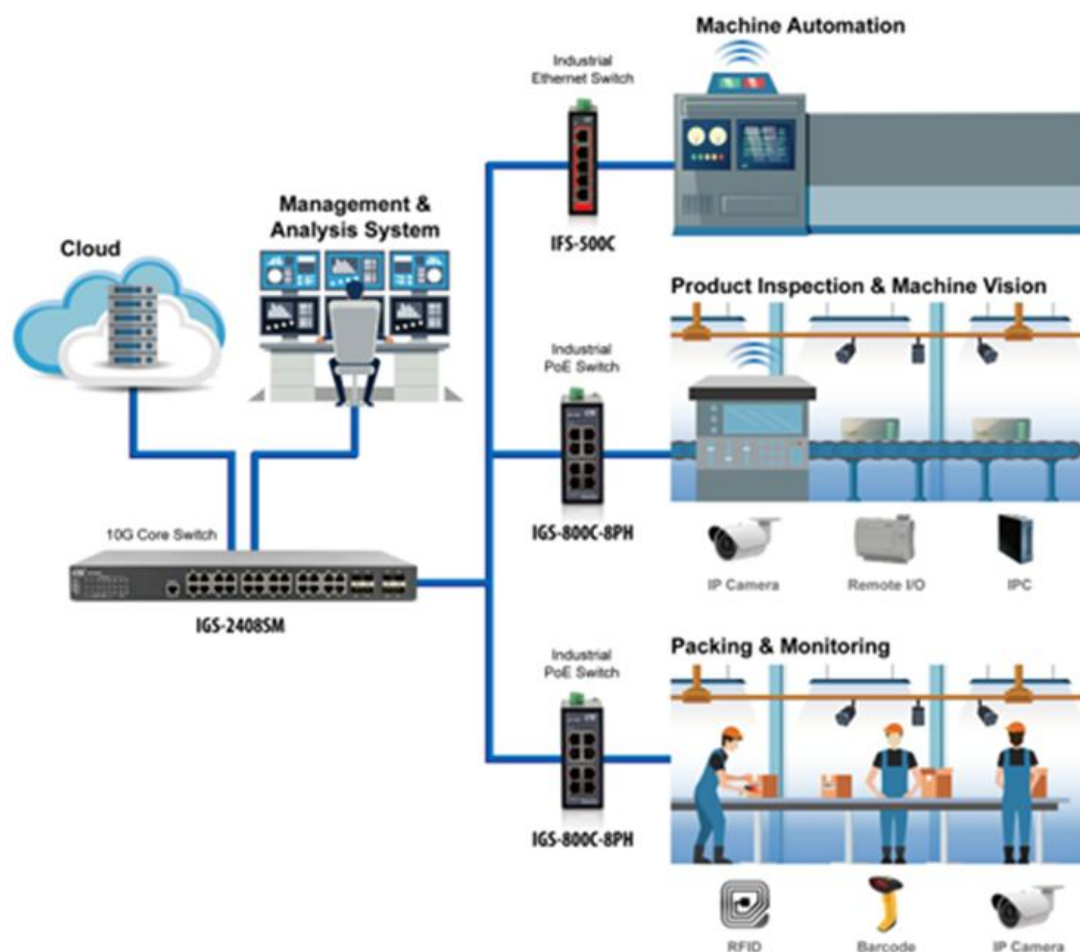 Machine Automation
Industrial
Ethernet Switch
IFS-500C
Cloud
Management &
Analysis System
Product Inspection & Machine Vision
Industrial
PoE Switch
IGS-800C-8PH
IP Camera
Remote I/O
IPC
10G Core Switch
IGS-2408SM
Packing & Monitoring
Industrial
PoE Switch
IGS-800C-8PH
RFID
Barcode
IP Camera